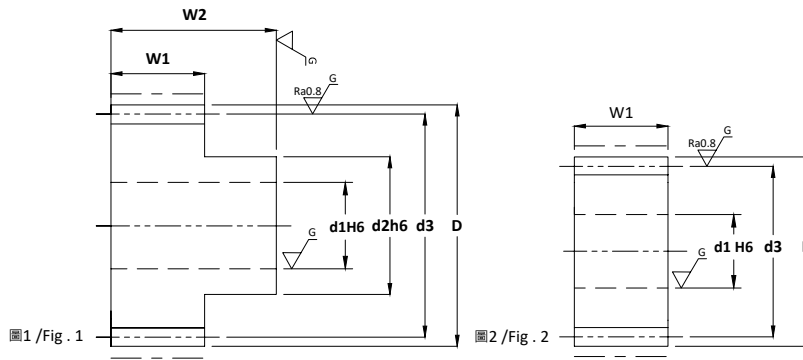 W2
W1
G
Ra0.8 G
d1H6 d2h6 d3 D
G
圖1 /Fig . 1
W1
Ra0.8 G
d1 H6 d3
G
圖2 /Fig . 2